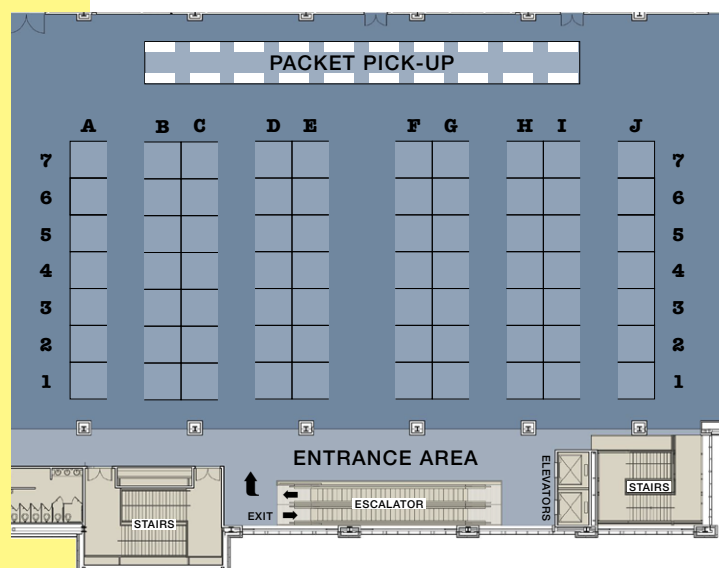 PACKET PICK-UP
A B C D E F G H I J
7 7
6 6
5 5
4 4
3 3
2 2
1 1
ENTRANCE AREA
ELEVATORS
STAIRS
ESCALATOR
EXIT
STAIRS